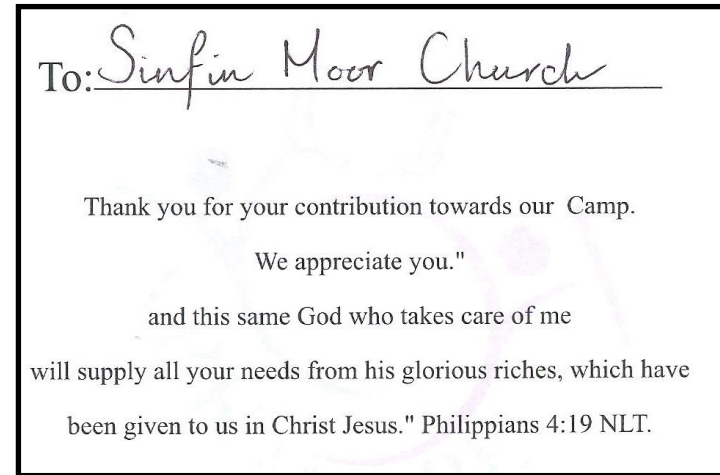 To: Sinfin Moor Church
Thank you for your contribution towards our Camp.
We appreciate you."
and this same God who takes care of me
will supply all your needs from his glorious riches, which have
been given to us in Christ Jesus." Philippians 4:19 NLT.